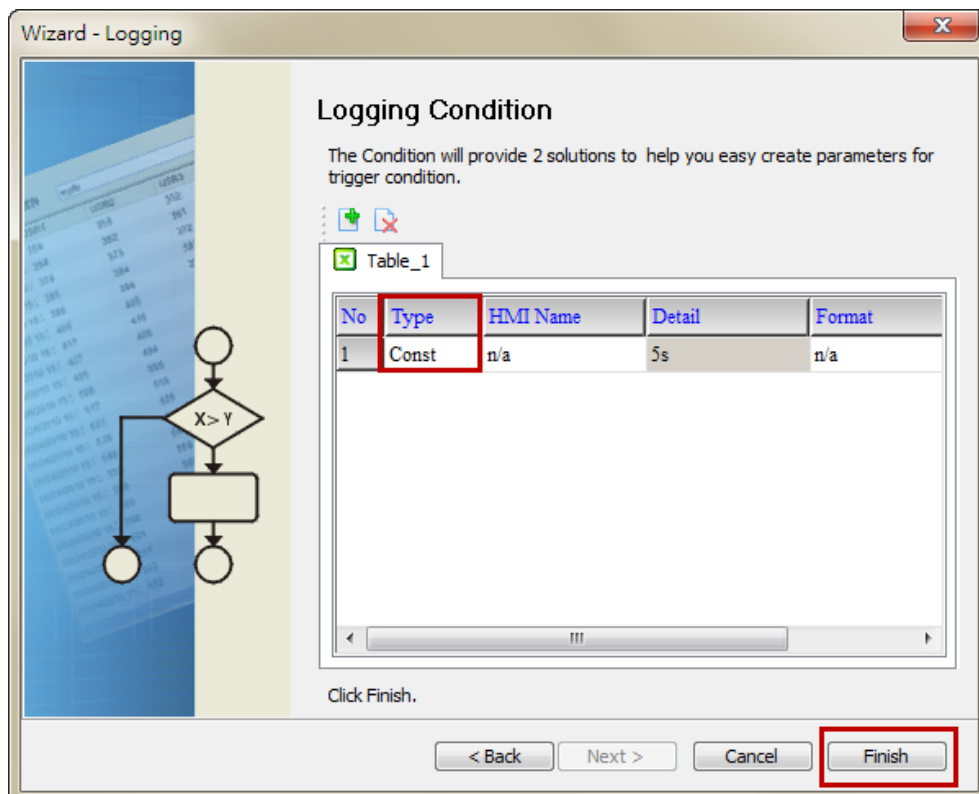 Wizard - Logging
Logging Condition
The Condition will provide 2 solutions to help you easy create parameters for
trigger condition.
Table_1
No Type HMI Name Detail Format
1 Const n/a 5s n/a
X> Y
Click Finish.
< Back Next > Cancel Finish